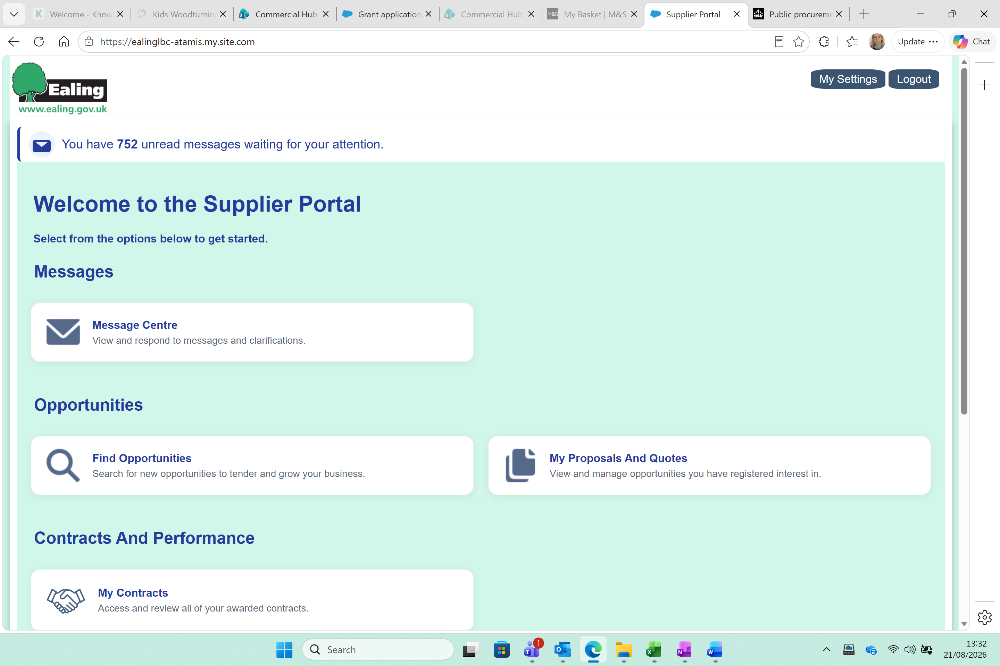 Welcome - Know
Kids Woodturning
Commercial Hub
Grant application
Commercial Hub
M&S
My Basket | M&S
Supplier Portal
Public procureme
https://ealinglbc-atamis.my.site.com
Update
Chat
Ealing
www.ealing.gov.uk
My Settings
Logout
You have 752 unread messages waiting for your attention.
Welcome to the Supplier Portal
Select from the options below to get started.
Messages
Message Centre
View and respond to messages and clarifications.
Opportunities
Find Opportunities
Search for new opportunities to tender and grow your business.
My Proposals And Quotes
View and manage opportunities you have registered interest in.
Contracts And Performance
My Contracts
Access and review all of your awarded contracts.
Search
1
13:32
21/08/2026